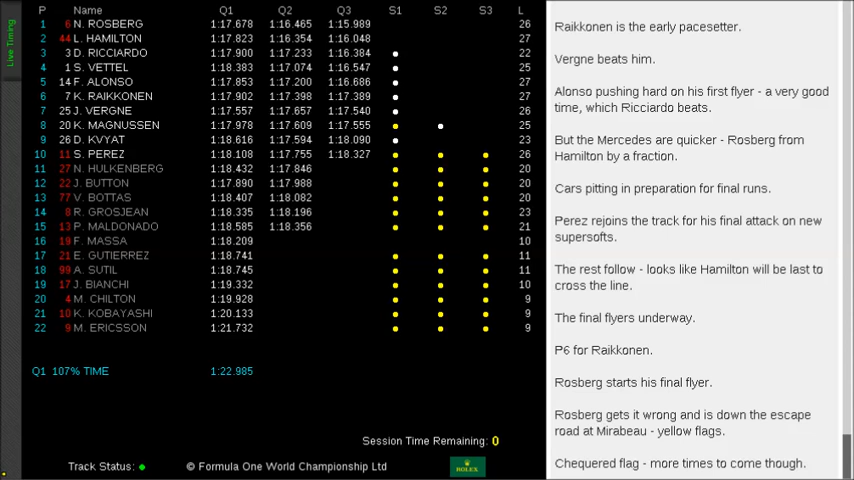 Live Timing
P Name Q1 Q2 Q3 S1 S2 S3 L
1 6 N. ROSBERG 1:17.678 1:16.465 1:15.989 26
2 44 L. HAMILTON 1:17.823 1:16.354 1:16.048 27
3 3 D. RICCIARDO 1:17.900 1:17.233 1:16.384 22
4 1 S. VETTEL 1:18.383 1:17.074 1:16.547 25
5 14 F. ALONSO 1:17.853 1:17.200 1:16.686 27
6 7 K. RAIKKONEN 1:17.902 1:17.398 1:17.389 27
7 25 J. VERGNE 1:17.557 1:17.657 1:17.540 26
8 20 K. MAGNUSSEN 1:17.978 1:17.609 1:17.555 25
9 26 D. KVYAT 1:18.616 1:17.594 1:18.090 23
10 11 S. PEREZ 1:18.108 1:17.755 1:18.327 26
11 27 N. HULKENBERG 1:18.432 1:17.846 20
12 22 J. BUTTON 1:17.890 1:17.988 20
13 77 V. BOTTAS 1:18.407 1:18.082 20
14 8 R. GROSJEAN 1:18.335 1:18.196 23
15 13 P. MALDONADO 1:18.585 1:18.356 21
16 19 F. MASSA 1:18.209 10
17 21 E. GUTIERREZ 1:18.741 11
18 99 A. SUTIL 1:18.745 11
19 17 J. BIANCHI 1:19.332 10
20 4 M. CHILTON 1:19.928 9
21 10 K. KOBAYASHI 1:20.133 9
22 9 M. ERICSSON 1:21.732 9
Q1 107% TIME 1:22.985
Session Time Remaining: 0
Track Status: © Formula One World Championship Ltd
ROLEX
Raikkonen is the early pacesetter.
Vergne beats him.
Alonso pushing hard on his first flyer - a very good
time, which Ricciardo beats.
But the Mercedes are quicker - Rosberg from
Hamilton by a fraction.
Cars pitting in preparation for final runs.
Perez rejoins the track for his final attack on new
supersofts.
The rest follow - looks like Hamilton will be last to
cross the line.
The final flyers underway.
P6 for Raikkonen.
Rosberg starts his final flyer.
Rosberg gets it wrong and is down the escape
road at Mirabeau - yellow flags.
Chequered flag - more times to come though.